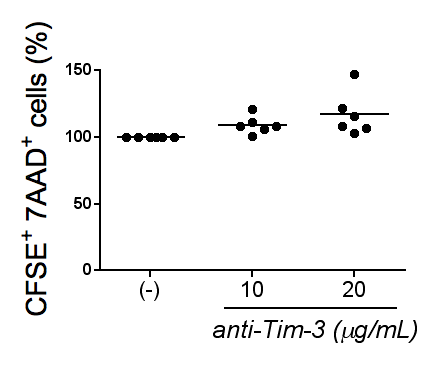 CFSE+ 7AAD+ cells (%)
150
100
50
0
(-) 10 20
anti-Tim-3 (µg/mL)